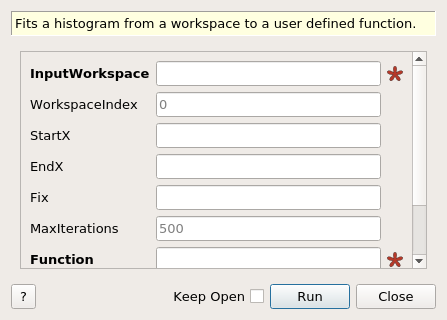 Fits a histogram from a workspace to a user defined function.
InputWorkspace
WorkspaceIndex 0
StartX
EndX
Fix
MaxIterations 500
Function
? Keep Open Run Close